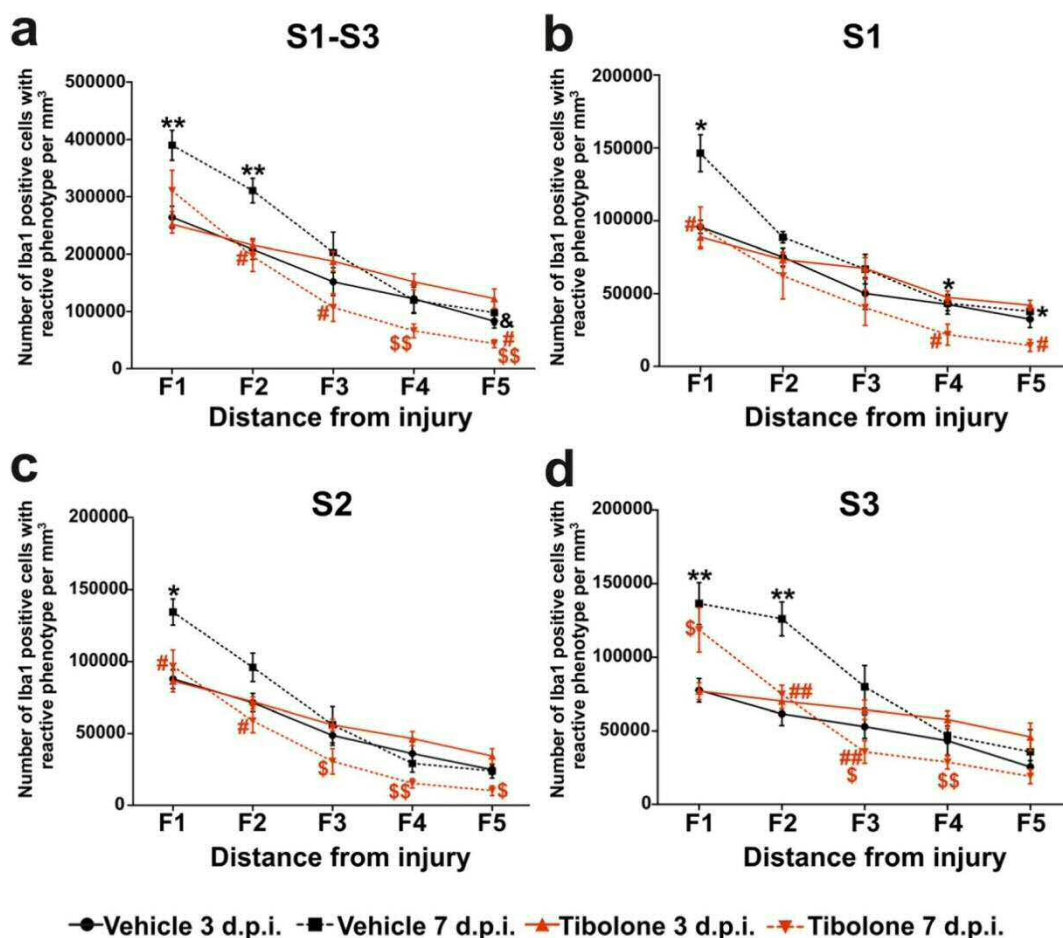 a
S1-S3
Number of Iba1 positive cells with
reactive phenotype per mm³
500000
400000
300000
200000
100000
0
**
**
#
#
$$
&
#
$$
F1 F2 F3 F4 F5
Distance from injury
b
S1
Number of Iba1 positive cells with
reactive phenotype per mm³
200000
150000
100000
50000
0
*
#
*
#
*
#
F1 F2 F3 F4 F5
Distance from injury
c
S2
Number of Iba1 positive cells with
reactive phenotype per mm³
200000
150000
100000
50000
0
*
#
#
$
$$
$
F1 F2 F3 F4 F5
Distance from injury
d
S3
Number of Iba1 positive cells with
reactive phenotype per mm³
200000
150000
100000
50000
0
**
$
**
##
##
$
$$
F1 F2 F3 F4 F5
Distance from injury
Vehicle 3 d.p.i. Vehicle 7 d.p.i. Tibolone 3 d.p.i. Tibolone 7 d.p.i.